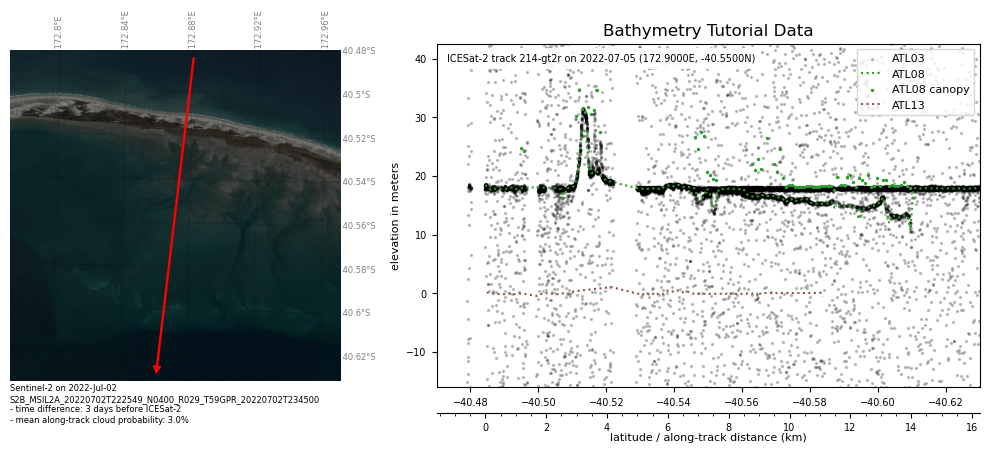 172.8°E
172.84°E
172.88°E
172.92°E
172.96°E
40.48°S
40.5°S
40.52°S
40.54°S
40.56°S
40.58°S
40.6°S
40.62°S
Sentinel-2 on 2022-Jul-02
S2B_MSIL2A_20220702T222549_N0400_R029_T59GPR_20220702T234500
- time difference: 3 days before ICESat-2
- mean along-track cloud probability: 3.0%
Bathymetry Tutorial Data
ICESat-2 track 214-gt2r on 2022-07-05 (172.9000E, -40.5500N)
ATL03
ATL08
ATL08 canopy
ATL13
elevation in meters
40
30
20
10
0
−10
−40.48 −40.50 −40.52 −40.54 −40.56 −40.58 −40.60 −40.62
0 2 4 6 8 10 12 14 16
latitude / along-track distance (km)